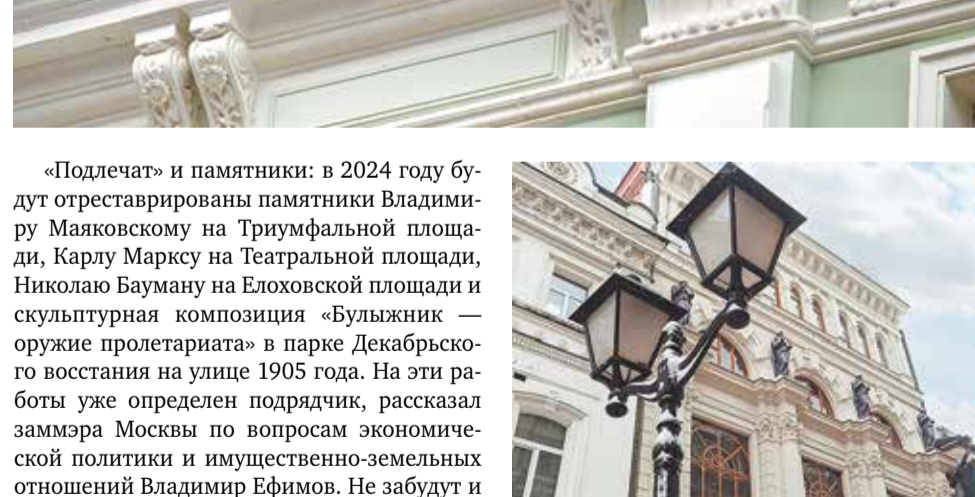 «Подлечат» и памятники: в 2024 году бу-
дут отреставрированы памятники Владими-
ру Маяковскому на Триумфальной площа-
ди, Карлу Марксу на Театральной площади,
Николаю Бауману на Елоховской площади и
скульптурная композиция «Булыжник —
оружие пролетариата» в парке Декабрьско-
го восстания на улице 1905 года. На эти ра-
боты уже определен подрядчик, рассказал
заммэра Москвы по вопросам экономиче-
ской политики и имущественно-земельных
отношений Владимир Ефимов. Не забудут и